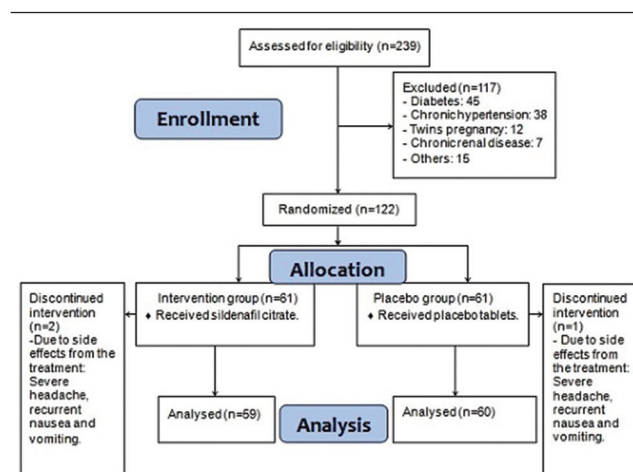 Assessed for eligibility (n=239)
Excluded (n=117)
- Diabetes: 45
- Chronichypertension: 38
- Twins pregnancy: 12
- Chronicrenal disease: 7
- Others: 15
Enrollment
Randomized (n=122)
Allocation
Discontinued
intervention
(n=2)
-Due to side
effects from the
treatment:
Severe
headache,
recurrent
nausea and
vomiting.
Intervention group (n=61)
♦ Received sildenafil citrate.
Placebo group (n=61)
♦ Received placebo tablets.
Discontinued
intervention
(n=1)
- Due to side
effects from
the treatment:
Severe
headache,
recurrent
nausea and
vomiting.
Analysed (n=59)
Analysed (n=60)
Analysis